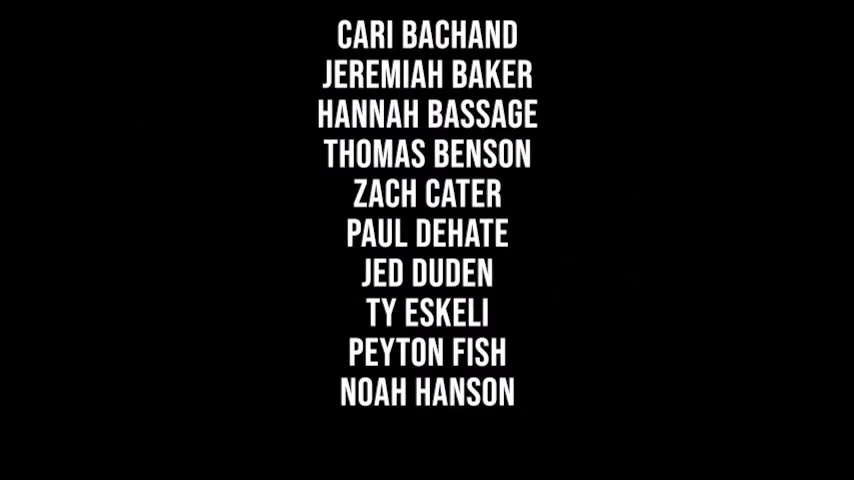 CARI BACHAND
JEREMIAH BAKER
HANNAH BASSAGE
THOMAS BENSON
ZACH CATER
PAUL DEHATE
JED DUDEN
TY ESKELI
PEYTON FISH
NOAH HANSON